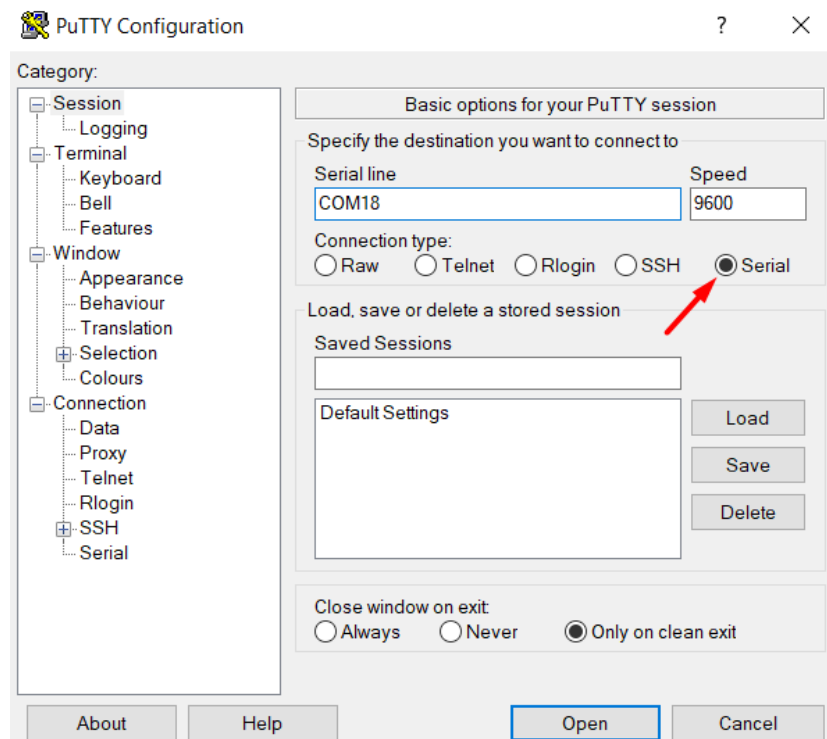 PuTTY Configuration
?
Category:
Session
Logging
Terminal
Keyboard
Bell
Features
Window
Appearance
Behaviour
Translation
Selection
Colours
Connection
Data
Proxy
Telnet
Rlogin
SSH
Serial
Basic options for your PuTTY session
Specify the destination you want to connect to
Serial line Speed
COM18 9600
Connection type:
Raw Telnet Rlogin SSH Serial
Load, save or delete a stored session
Saved Sessions
Default Settings
Load
Save
Delete
Close window on exit:
Always Never Only on clean exit
About Help Open Cancel